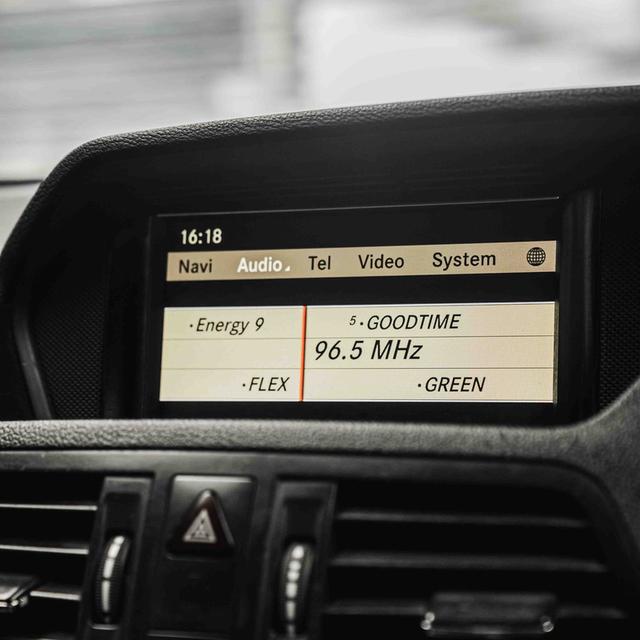 16:18
Navi Audio Tel Video System
·Energy 9 5·GOODTIME
96.5 MHz
·FLEX ·GREEN